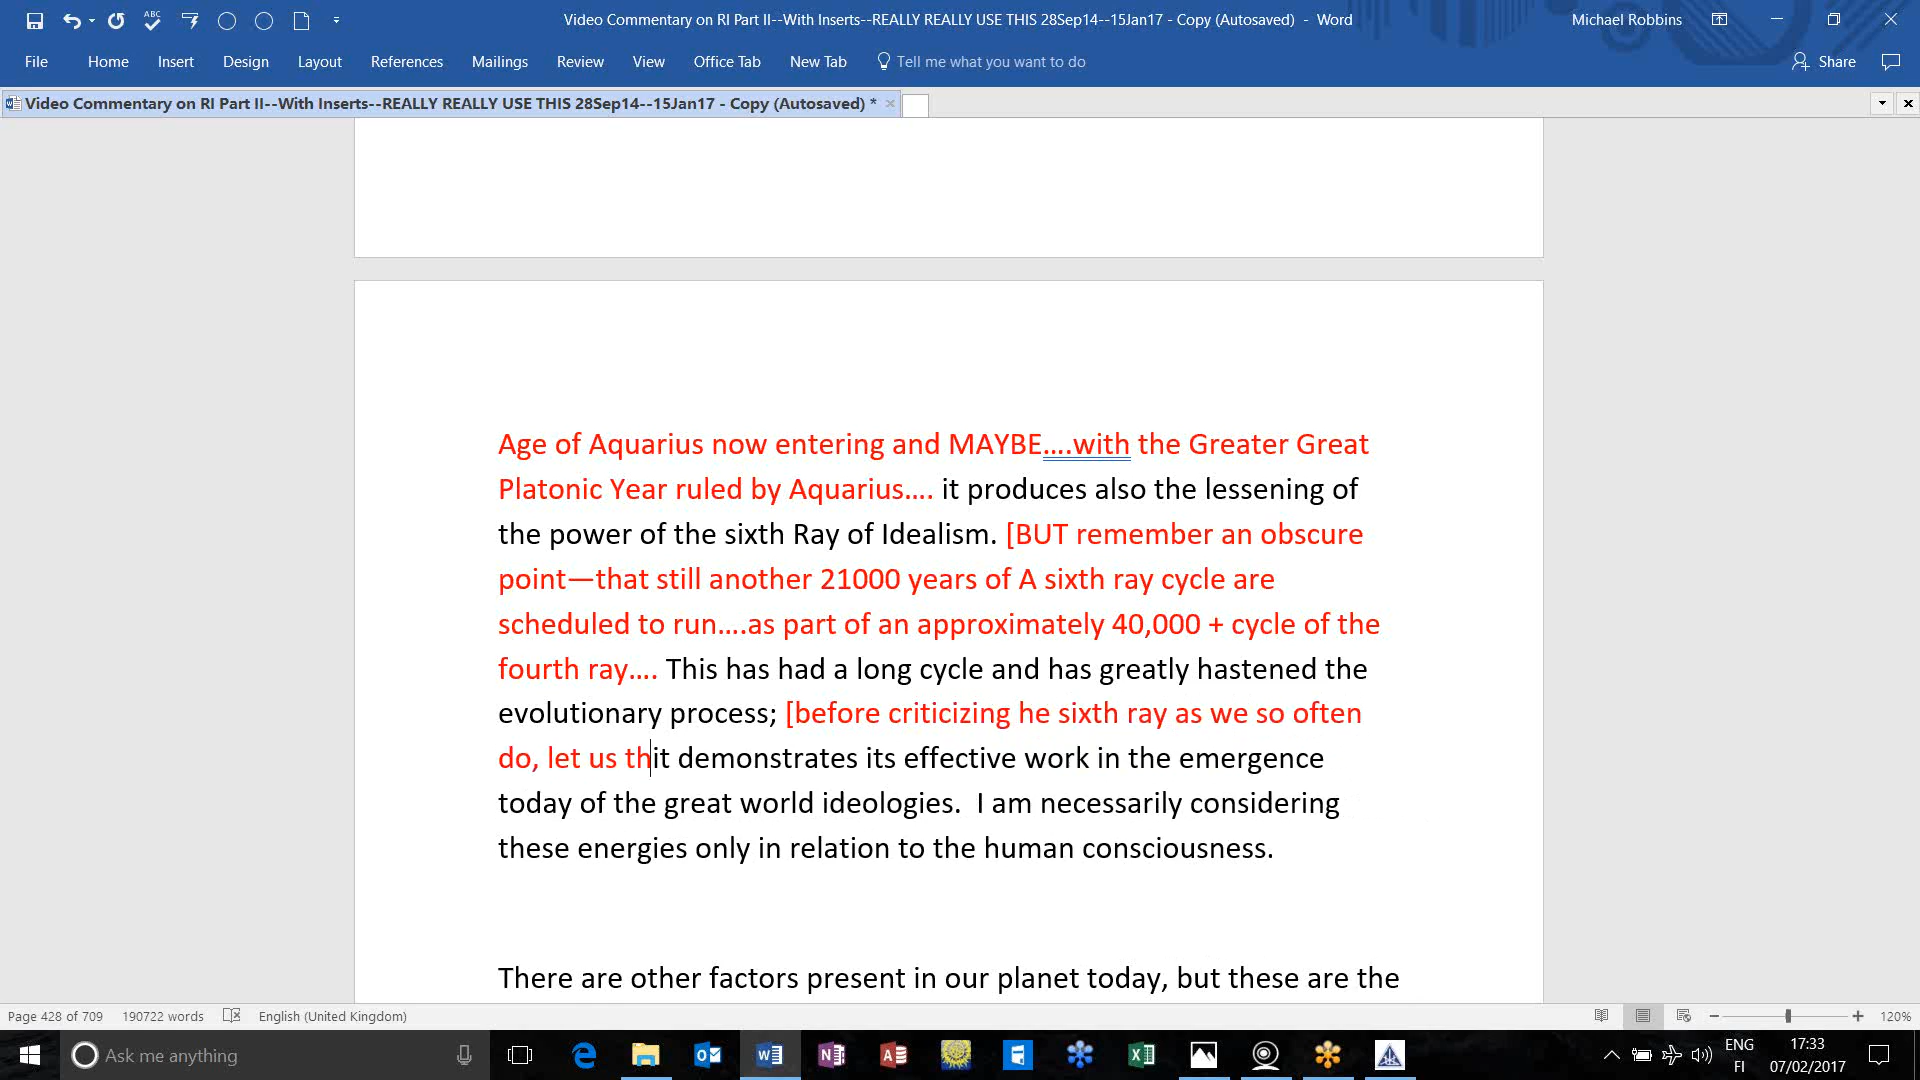 ABC
Video Commentary on RI Part II--With Inserts--REALLY REALLY USE THIS 28Sep14--15Jan17 - Copy (Autosaved) - Word
Michael Robbins
File Home Insert Design Layout References Mailings Review View Office Tab New Tab Tell me what you want to do Share
Video Commentary on RI Part II--With Inserts--REALLY REALLY USE THIS 28Sep14--15Jan17 - Copy (Autosaved) *
Age of Aquarius now entering and MAYBE….with the Greater Great
Platonic Year ruled by Aquarius…. it produces also the lessening of
the power of the sixth Ray of Idealism. [BUT remember an obscure
point—that still another 21000 years of A sixth ray cycle are
scheduled to run….as part of an approximately 40,000 + cycle of the
fourth ray…. This has had a long cycle and has greatly hastened the
evolutionary process; [before criticizing he sixth ray as we so often
do, let us thit demonstrates its effective work in the emergence
today of the great world ideologies.  I am necessarily considering
these energies only in relation to the human consciousness.
There are other factors present in our planet today, but these are the
Page 428 of 709 190722 words English (United Kingdom) 120%
Ask me anything
ENG 17:33
FI 07/02/2017